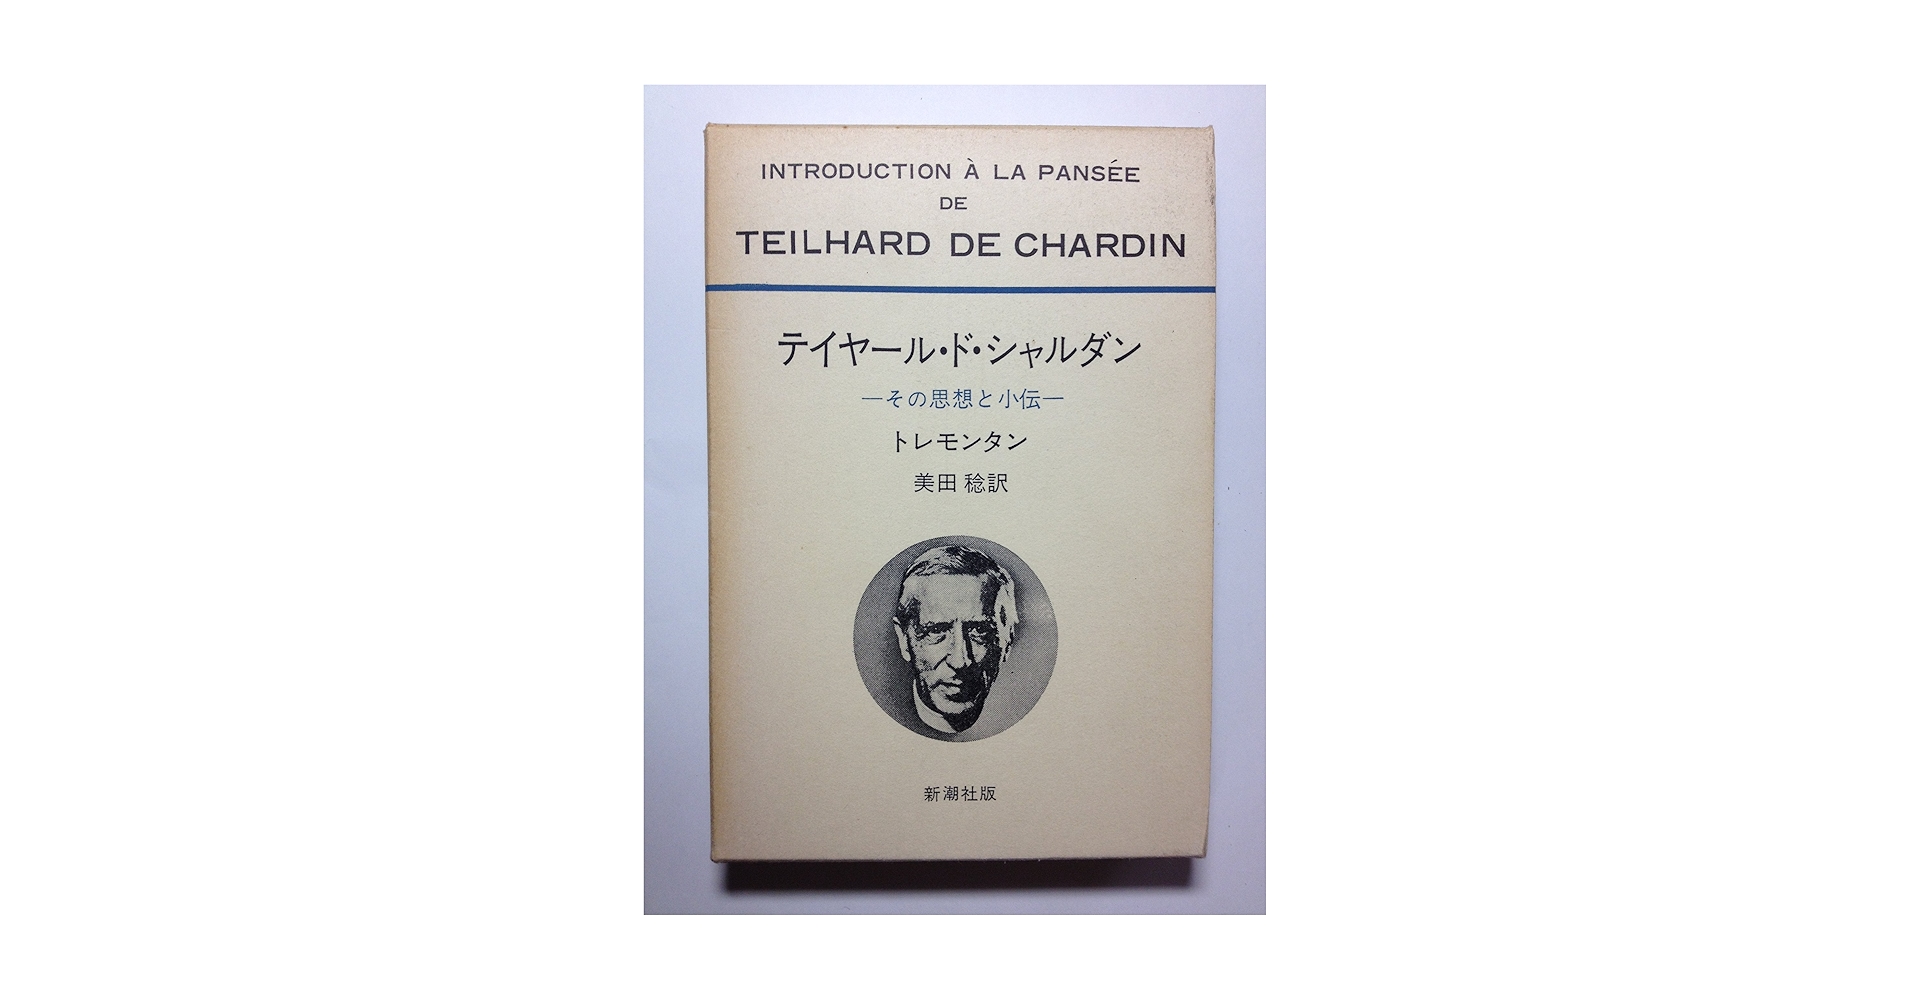 INTRODUCTION À LA PANSÉE
DE
TEILHARD DE CHARDIN
テイヤール・ド・シャルダン
―その思想と小伝―
トレモンタン
美田 稔訳
新潮社版